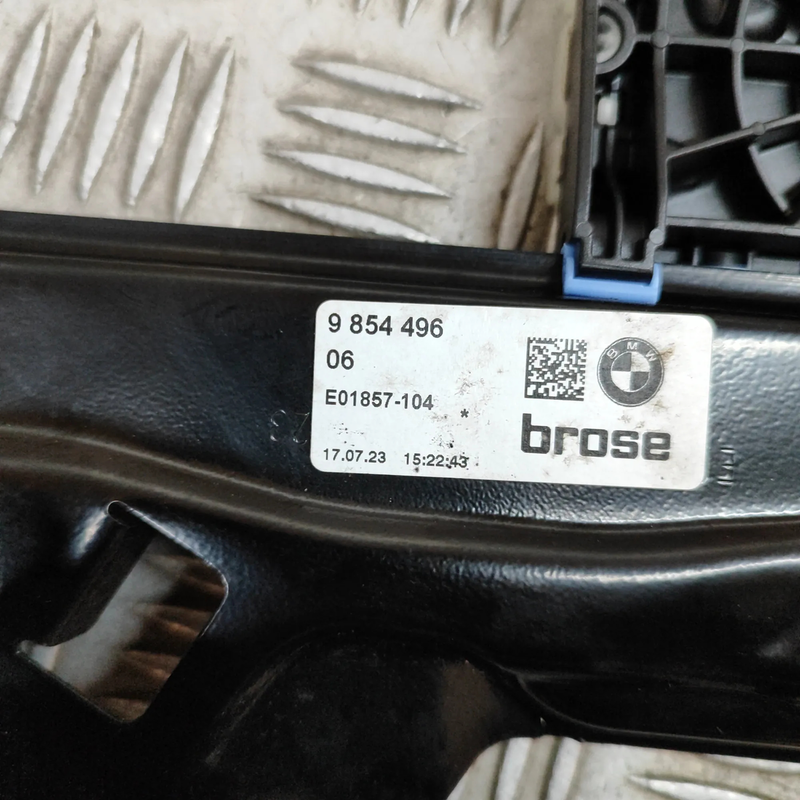 9 854 496
06
E01857-104 *
BMW
brose
17.07.23 15:22:43